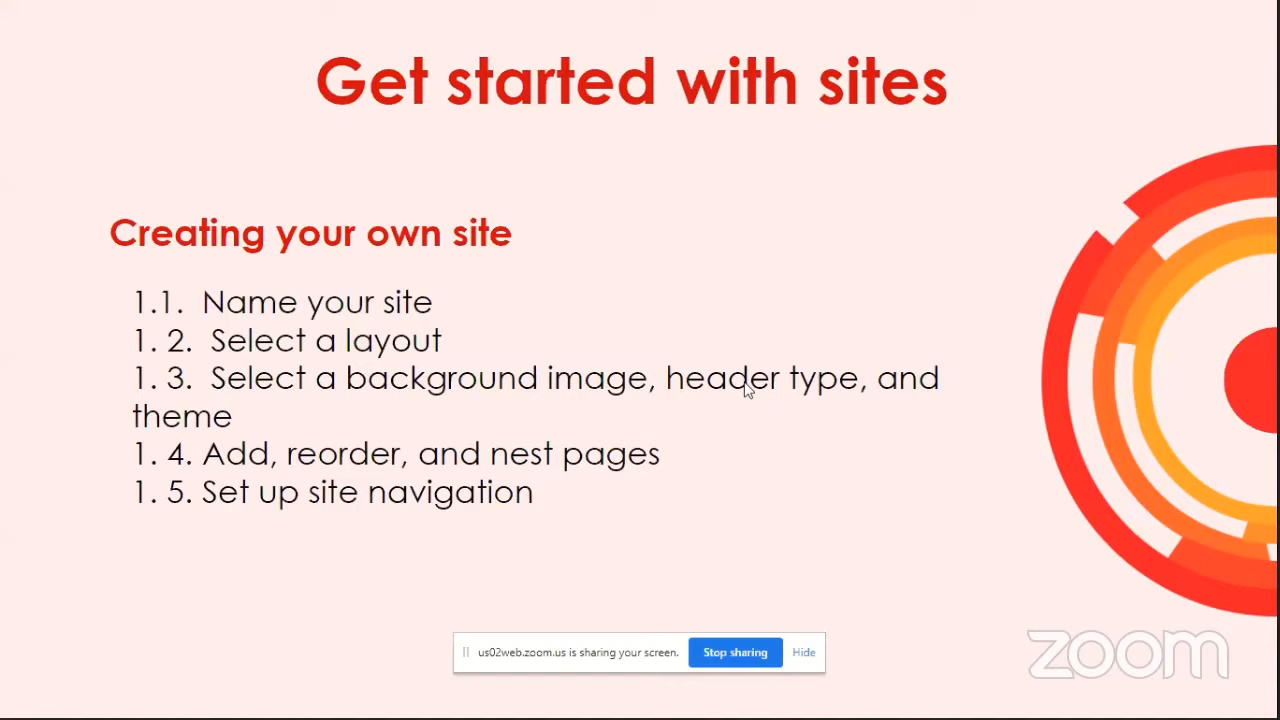 Get started with sites
Creating your own site
1.1. Name your site
1. 2. Select a layout
1. 3. Select a background image, header type, and
theme
1. 4. Add, reorder, and nest pages
1. 5. Set up site navigation
us02web.zoom.us is sharing your screen. Stop sharing Hide
zoom